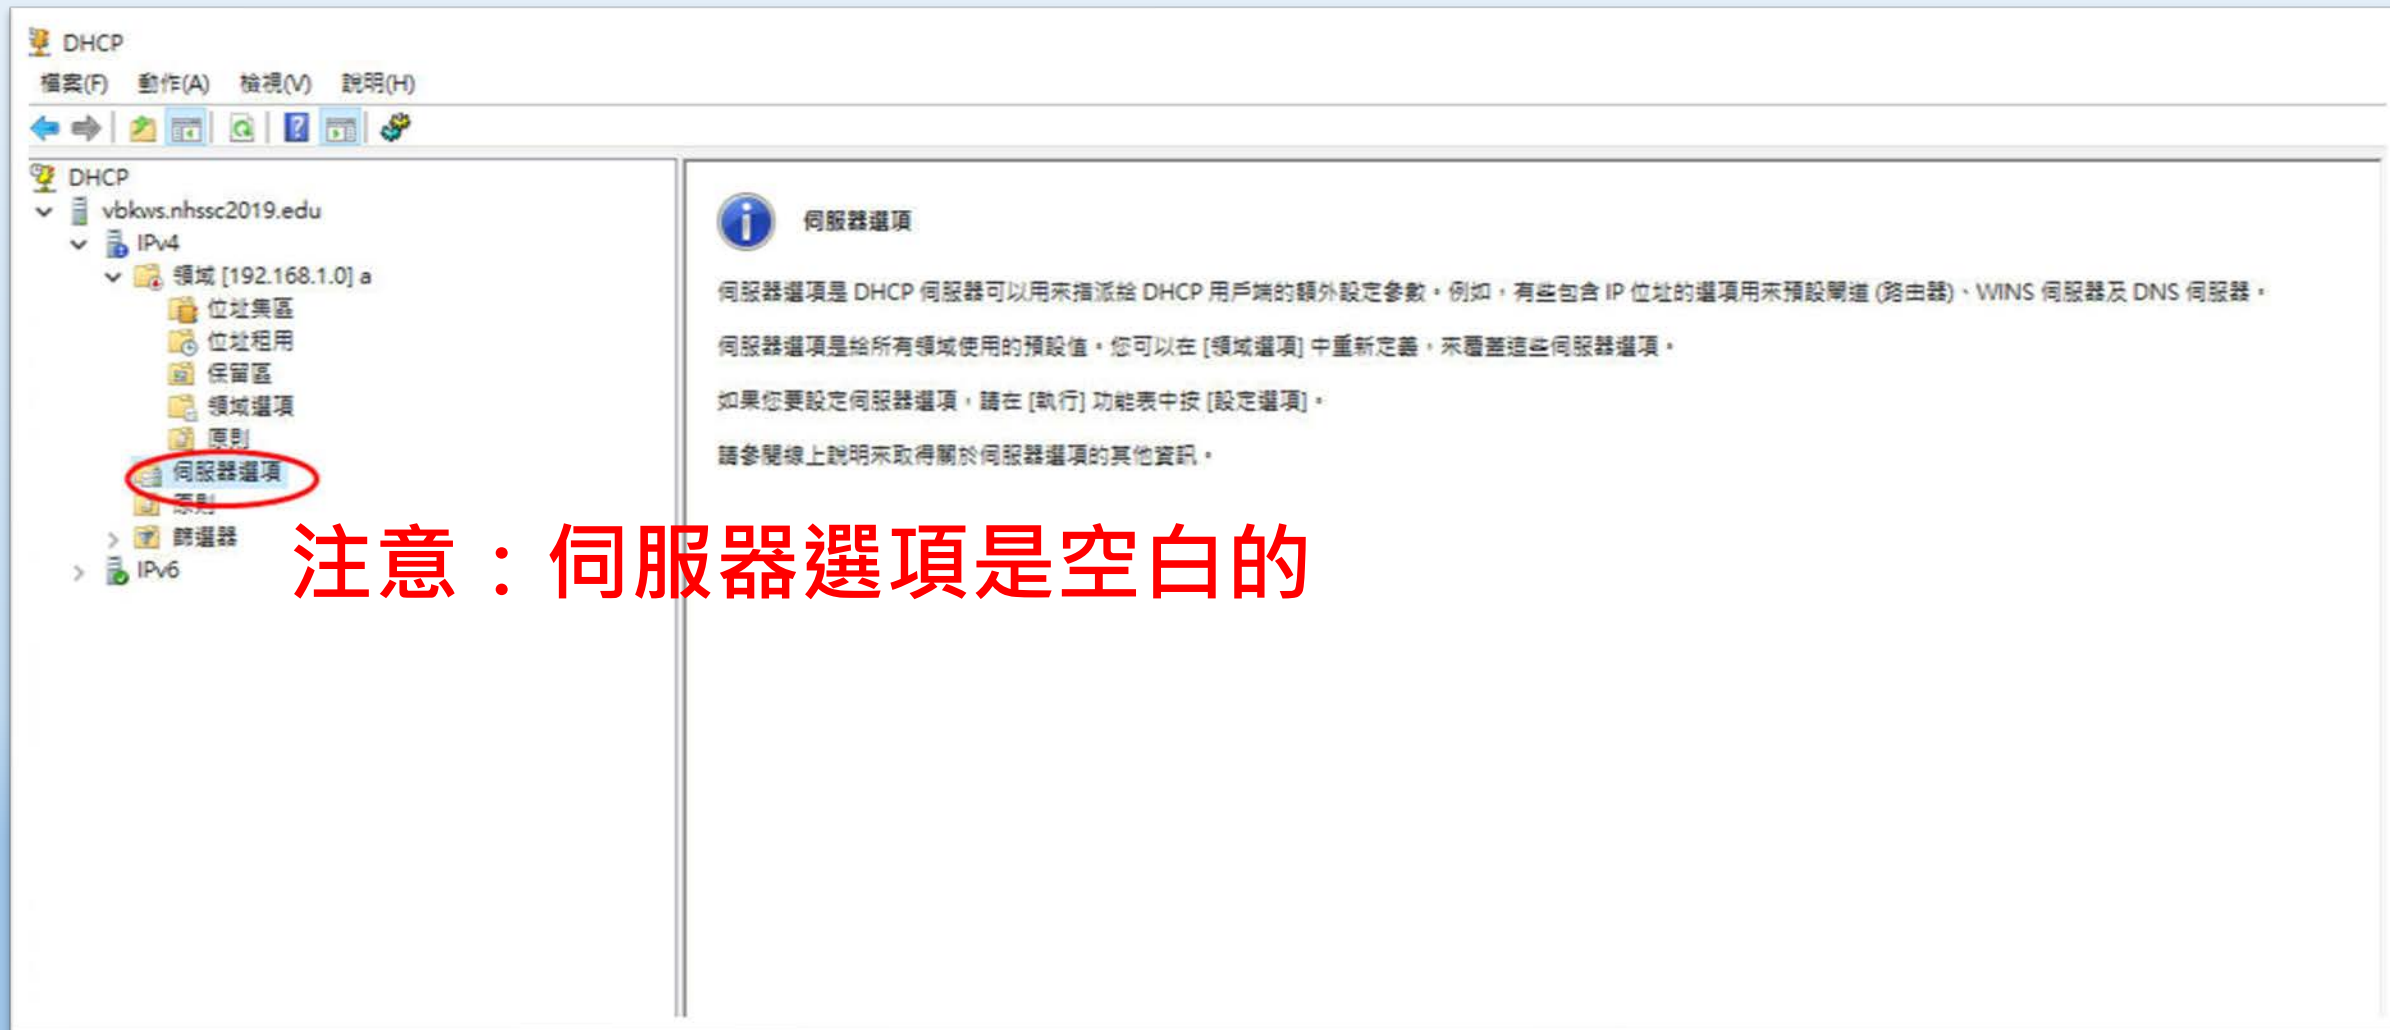 DHCP
檔案(F) 動作(A) 檢視(V) 說明(H)
DHCP
vbkws.nhssc2019.edu
IPv4
領域 [192.168.1.0] a
位址集區
位址租用
保留區
領域選項
原則
伺服器選項
原則
篩選器
IPv6
伺服器選項
伺服器選項是 DHCP 伺服器可以用來指派給 DHCP 用戶端的額外設定參數。例如，有些包含 IP 位址的選項用來預設閘道 (路由器)、WINS 伺服器及 DNS 伺服器。
伺服器選項是給所有領域使用的預設值。您可以在 [領域選項] 中重新定義，來覆蓋這些伺服器選項。
如果您要設定伺服器選項，請在 [執行] 功能表中按 [設定選項]。
請參閱線上說明來取得關於伺服器選項的其他資訊。
注意：伺服器選項是空白的